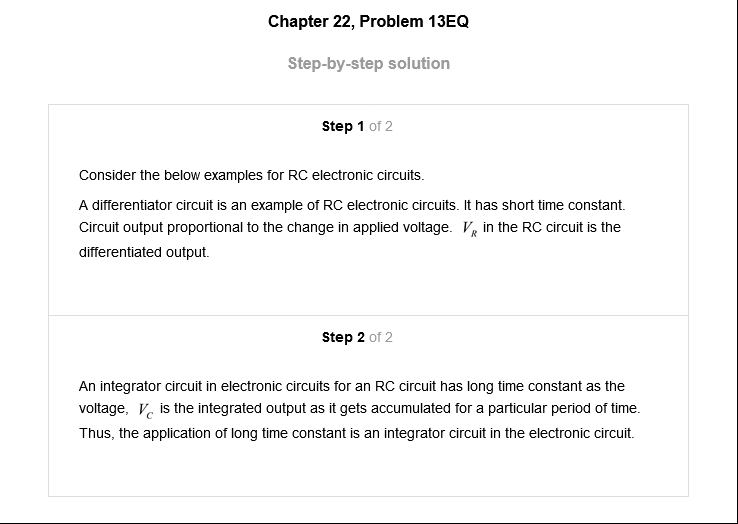 Chapter 22, Problem 13EQ
Step-by-step solution
Step 1 of 2
Consider the below examples for RC electronic circuits.
A differentiator circuit is an example of RC electronic circuits. It has short time constant.
Circuit output proportional to the change in applied voltage. V_R in the RC circuit is the
differentiated output.
Step 2 of 2
An integrator circuit in electronic circuits for an RC circuit has long time constant as the
voltage, V_C is the integrated output as it gets accumulated for a particular period of time.
Thus, the application of long time constant is an integrator circuit in the electronic circuit.